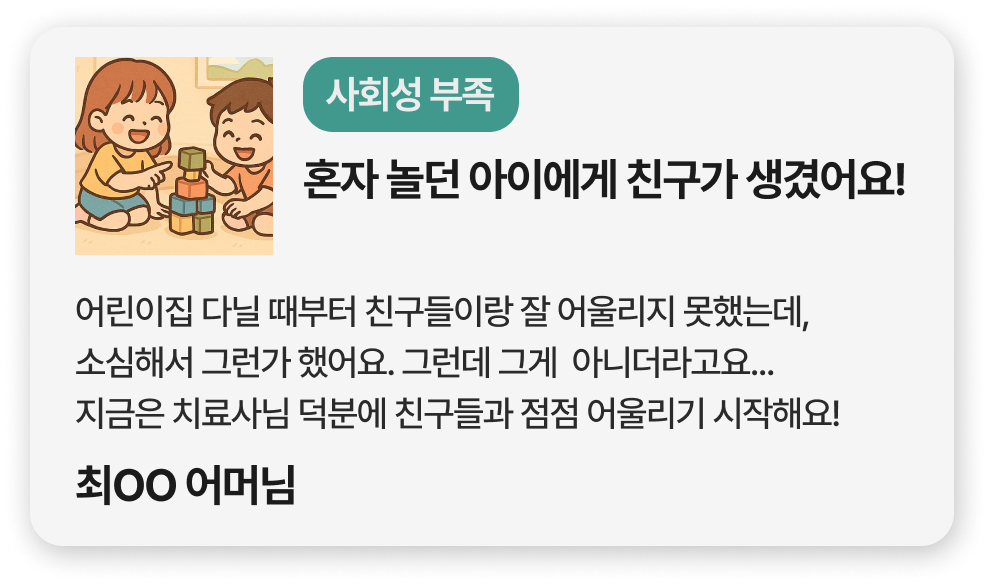 사회성 부족
혼자 놀던 아이에게 친구가 생겼어요!
어린이집 다닐 때부터 친구들이랑 잘 어울리지 못했는데,
소심해서 그런가 했어요. 그런데 그게  아니더라고요...
지금은 치료사님 덕분에 친구들과 점점 어울리기 시작해요!
최OO 어머님